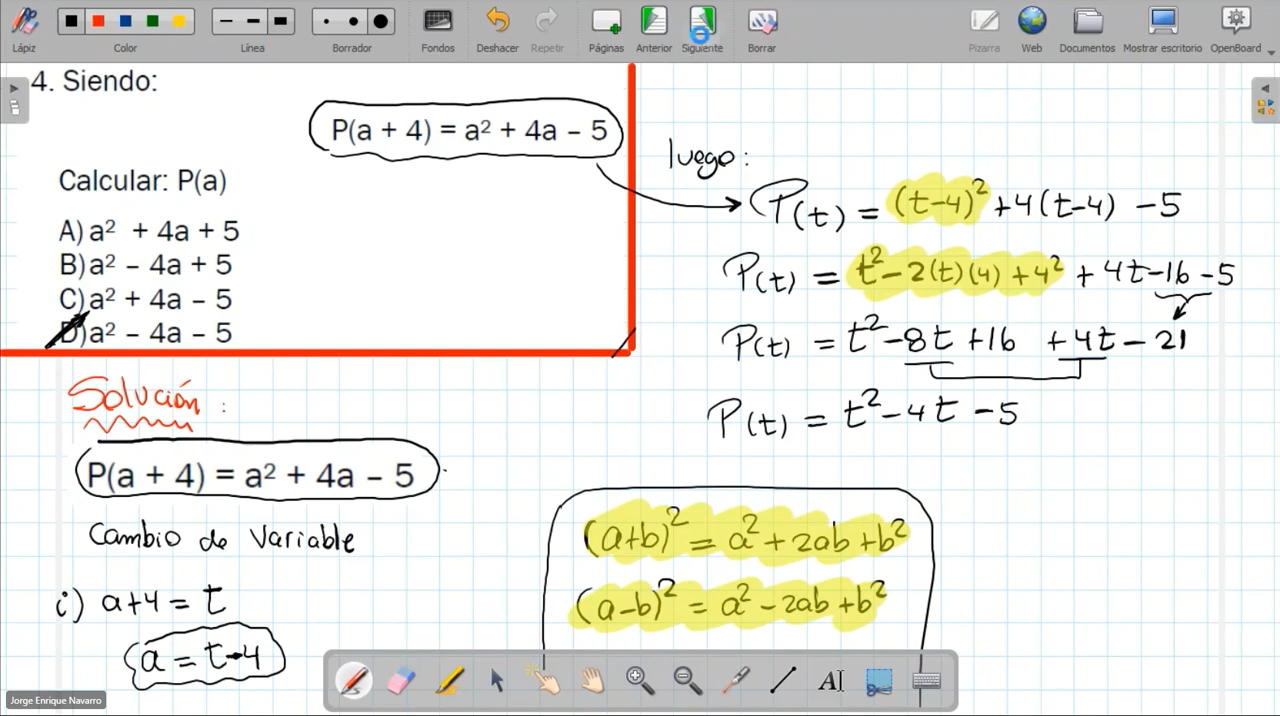 Lápiz Color Línea Borrador Fondos Deshacer Repetir Páginas Anterior Siguiente Borrar Pizarra Web Documentos Mostrar escritorio OpenBoard
4. Siendo:
P(a + 4) = a² + 4a – 5
Calcular: P(a)
A) a² + 4a + 5
B) a² – 4a + 5
C) a² + 4a – 5
D) a² – 4a – 5
Solución :
P(a + 4) = a² + 4a – 5
Cambio de Variable
i) a+4 = t
a = t-4
luego:
P(t) = (t-4)² +4(t-4) -5
P(t) = t² -2(t)(4) +4² + 4t-16 -5
P(t) = t² -8t +16 +4t - 21
P(t) = t² -4t -5
(a+b)² = a² + 2ab +b²
(a-b)² = a² - 2ab +b²
AI
Jorge Enrique Navarro